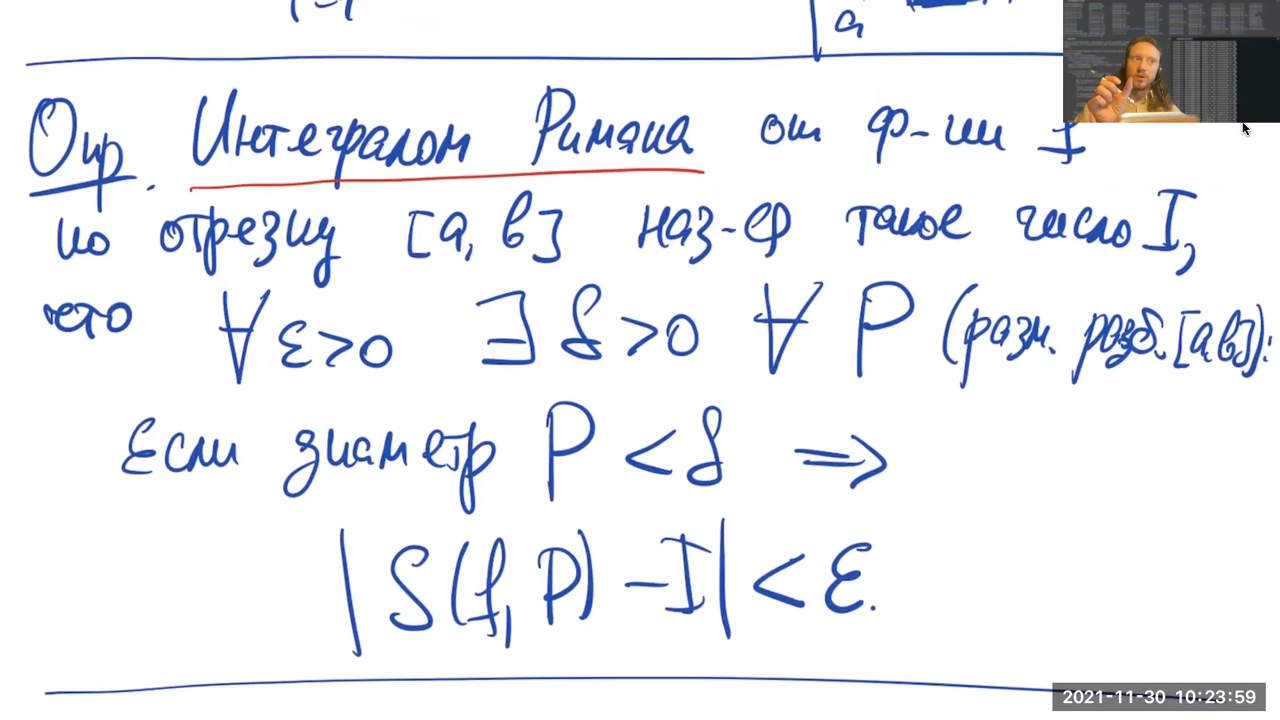 a
Опр. Интегралом Римана от ф-ии f
по отрезку [a, b] наз-ся такое число I,
что ∀ ε>0 ∃ δ>0 ∀ P (разм. разб. [a,b]):
Если диаметр P < δ ⇒
| S(f, P) - I | < ε.
2021-11-30 10:23:59